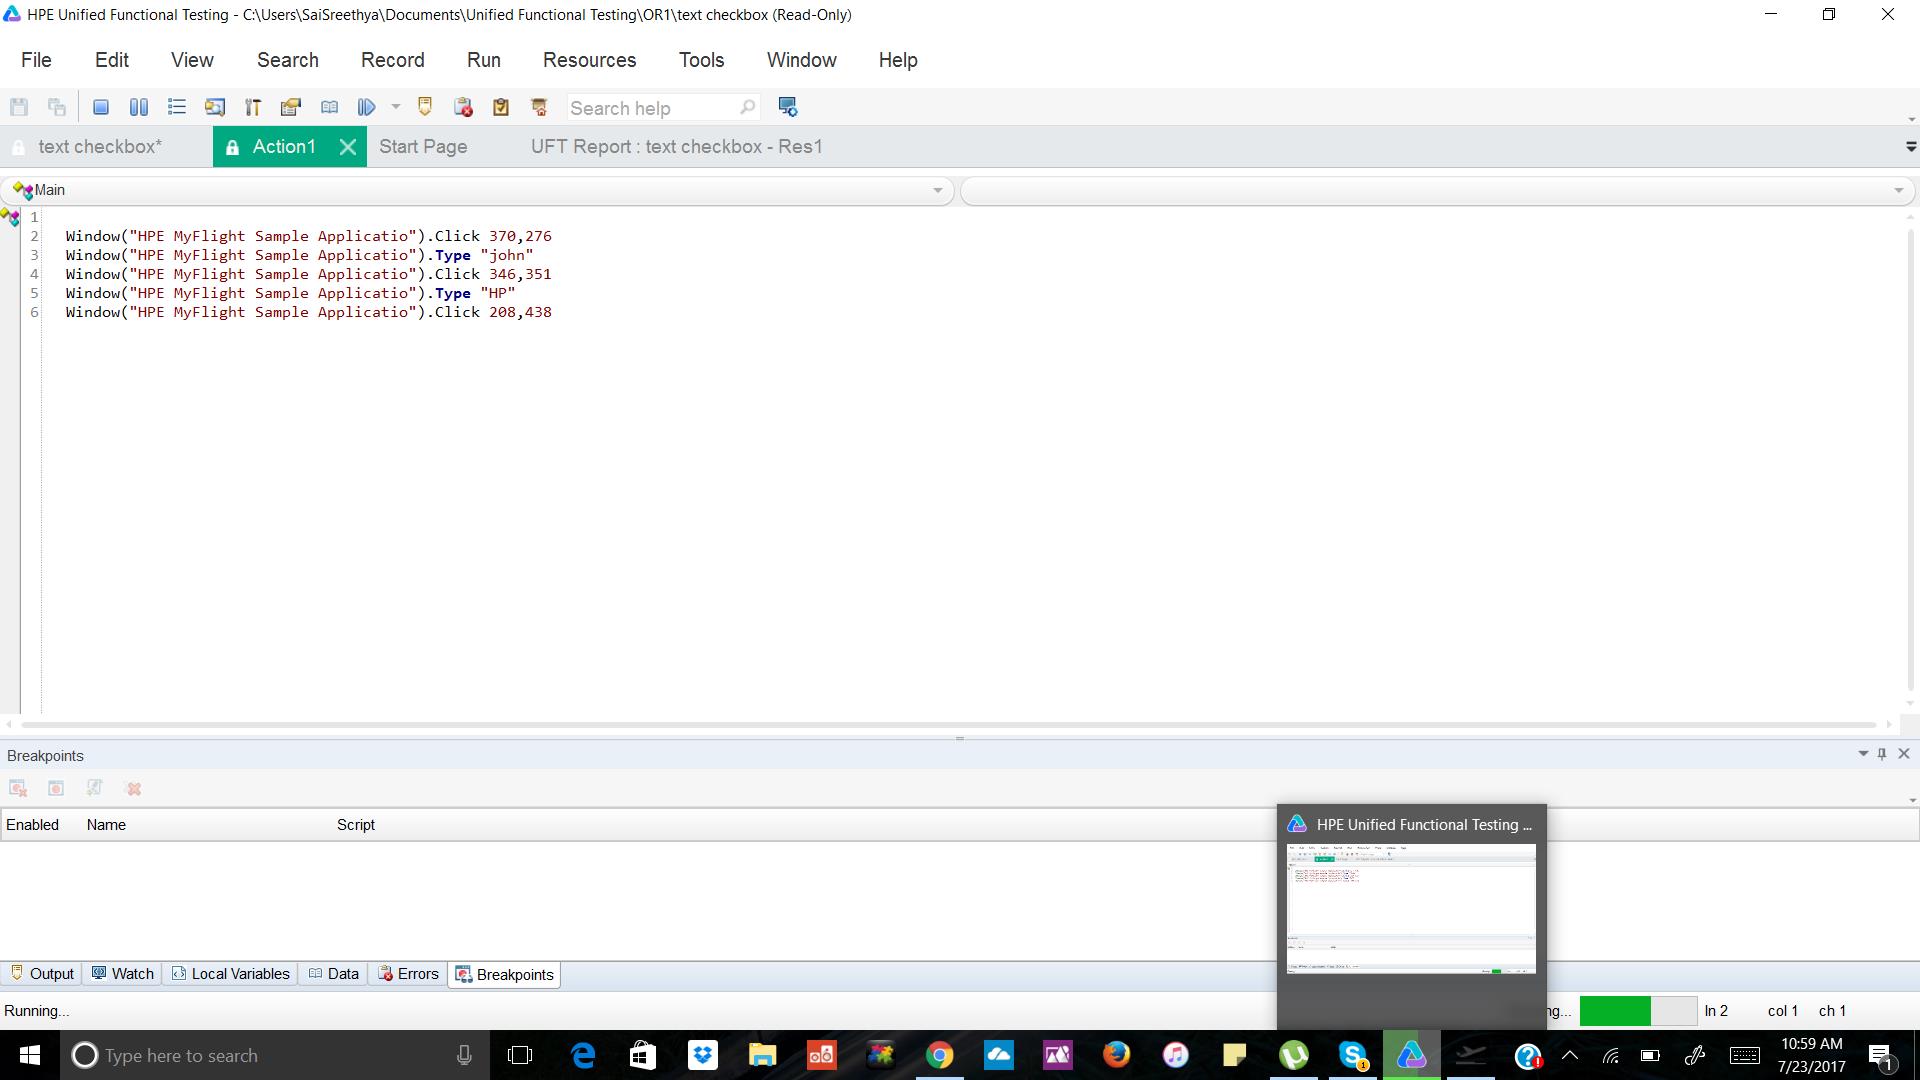 HPE Unified Functional Testing - C:\Users\SaiSreethya\Documents\Unified Functional Testing\OR1\text checkbox (Read-Only)
File Edit View Search Record Run Resources Tools Window Help
Search help
text checkbox* Action1 Start Page UFT Report : text checkbox - Res1
Main
1
2 Window("HPE MyFlight Sample Applicatio").Click 370,276
3 Window("HPE MyFlight Sample Applicatio").Type "john"
4 Window("HPE MyFlight Sample Applicatio").Click 346,351
5 Window("HPE MyFlight Sample Applicatio").Type "HP"
6 Window("HPE MyFlight Sample Applicatio").Click 208,438
Breakpoints
Enabled Name Script
HPE Unified Functional Testing ...
Output Watch Local Variables Data Errors Breakpoints
Running... ng... ln 2 col 1 ch 1
Type here to search
10:59 AM
7/23/2017
1
1